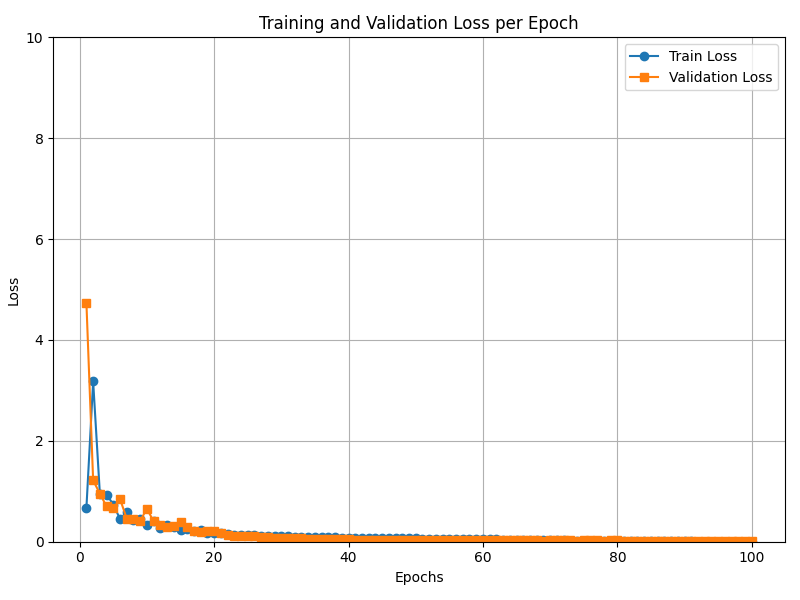 Training and Validation Loss per Epoch
Train Loss
Validation Loss
10
8
6
4
2
0
Loss
0 20 40 60 80 100
Epochs